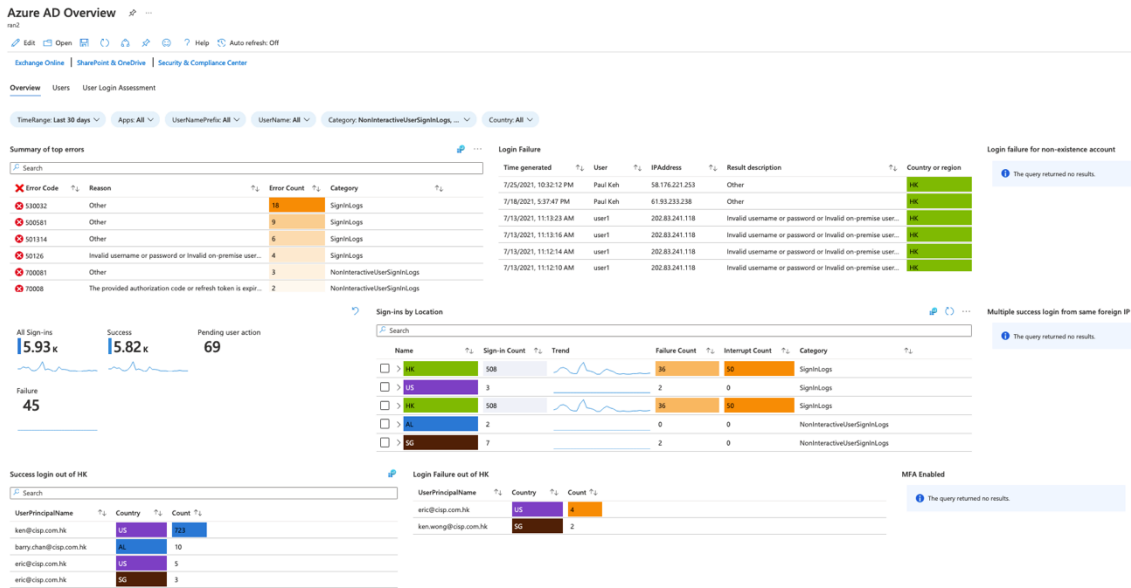 Azure AD Overview
ran2
Edit Open Help Auto refresh: Off
Exchange Online | SharePoint & OneDrive | Security & Compliance Center
Overview Users User Login Assessment
TimeRange: Last 30 days Apps: All UserNamePrefix: All UserName: All Category: NonInteractiveUserSignInLogs, ... Country: All
Summary of top errors
Search
Error Code Reason Error Count Category
530032 Other 18 SignInLogs
500581 Other 9 SignInLogs
501314 Other 6 SignInLogs
50126 Invalid username or password or Invalid on-premise user... 4 SignInLogs
700081 Other 3 NonInteractiveUserSignInLogs
70008 The provided authorization code or refresh token is expir... 2 NonInteractiveUserSignInLogs
Login Failure
Time generated User IPAddress Result description Country or region
7/25/2021, 10:32:12 PM Paul Keh 58.176.221.253 Other HK
7/18/2021, 5:37:47 PM Paul Keh 61.93.233.238 Other HK
7/13/2021, 11:13:23 AM user1 202.83.241.118 Invalid username or password or Invalid on-premise user... HK
7/13/2021, 11:13:16 AM user1 202.83.241.118 Invalid username or password or Invalid on-premise user... HK
7/13/2021, 11:12:14 AM user1 202.83.241.118 Invalid username or password or Invalid on-premise user... HK
7/13/2021, 11:12:10 AM user1 202.83.241.118 Invalid username or password or Invalid on-premise user... HK
Login failure for non-existence account
The query returned no results.
All Sign-ins Success Pending user action
5.93 K 5.82 K 69
Failure
45
Sign-ins by Location
Search
Name Sign-in Count Trend Failure Count Interrupt Count Category
HK 508 36 50 SignInLogs
US 3 2 0 SignInLogs
HK 508 36 50 SignInLogs
AL 2 0 0 NonInteractiveUserSignInLogs
SG 7 2 0 NonInteractiveUserSignInLogs
Multiple success login from same foreign IP
The query returned no results.
Success login out of HK
Search
UserPrincipalName Country Count
ken@cisp.com.hk US 723
barry.chan@cisp.com.hk AL 10
eric@cisp.com.hk US 5
eric@cisp.com.hk SG 3
Login Failure out of HK
UserPrincipalName Country Count
eric@cisp.com.hk US 4
ken.wong@cisp.com.hk SG 2
MFA Enabled
The query returned no results.